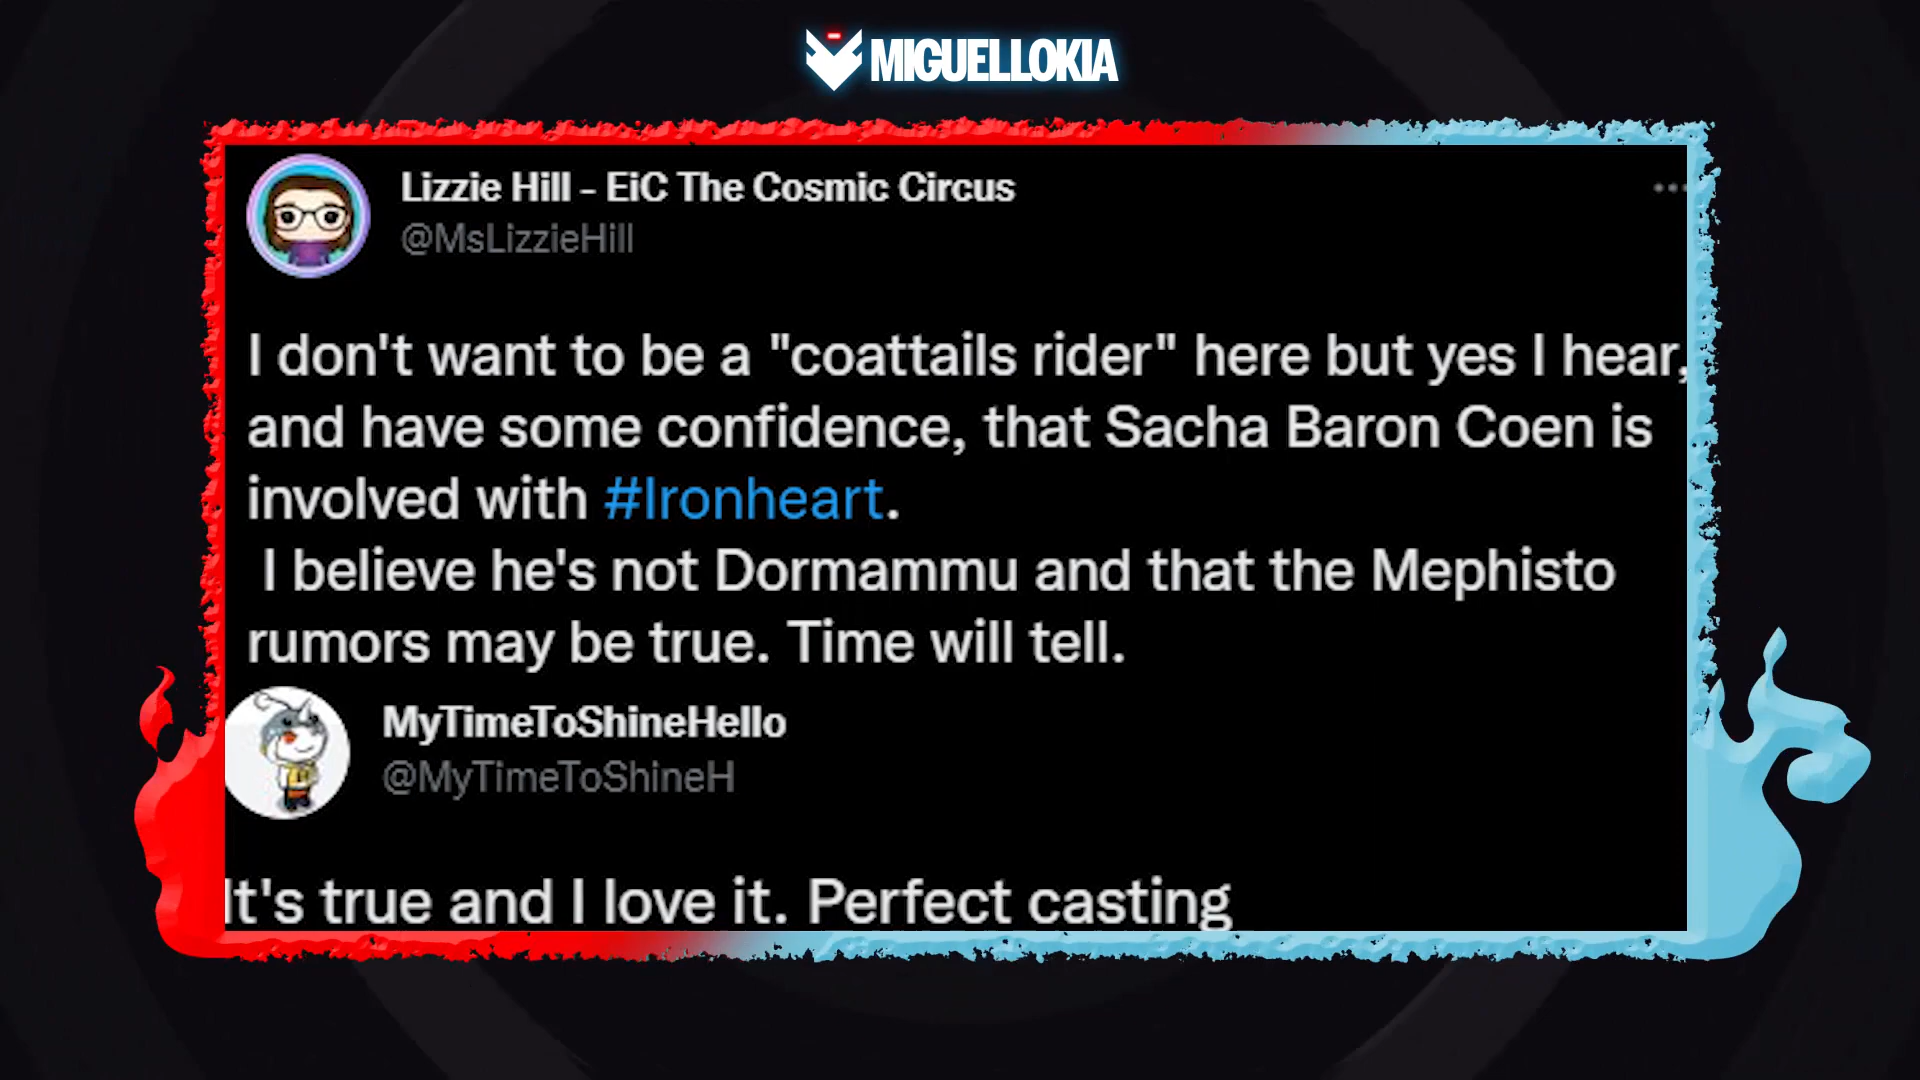 MIGUELLOKIA
Lizzie Hill - EiC The Cosmic Circus
@MsLizzieHill
I don't want to be a "coattails rider" here but yes I hear,
and have some confidence, that Sacha Baron Coen is
involved with #Ironheart.
I believe he's not Dormammu and that the Mephisto
rumors may be true. Time will tell.
MyTimeToShineHello
@MyTimeToShineH
It's true and I love it. Perfect casting